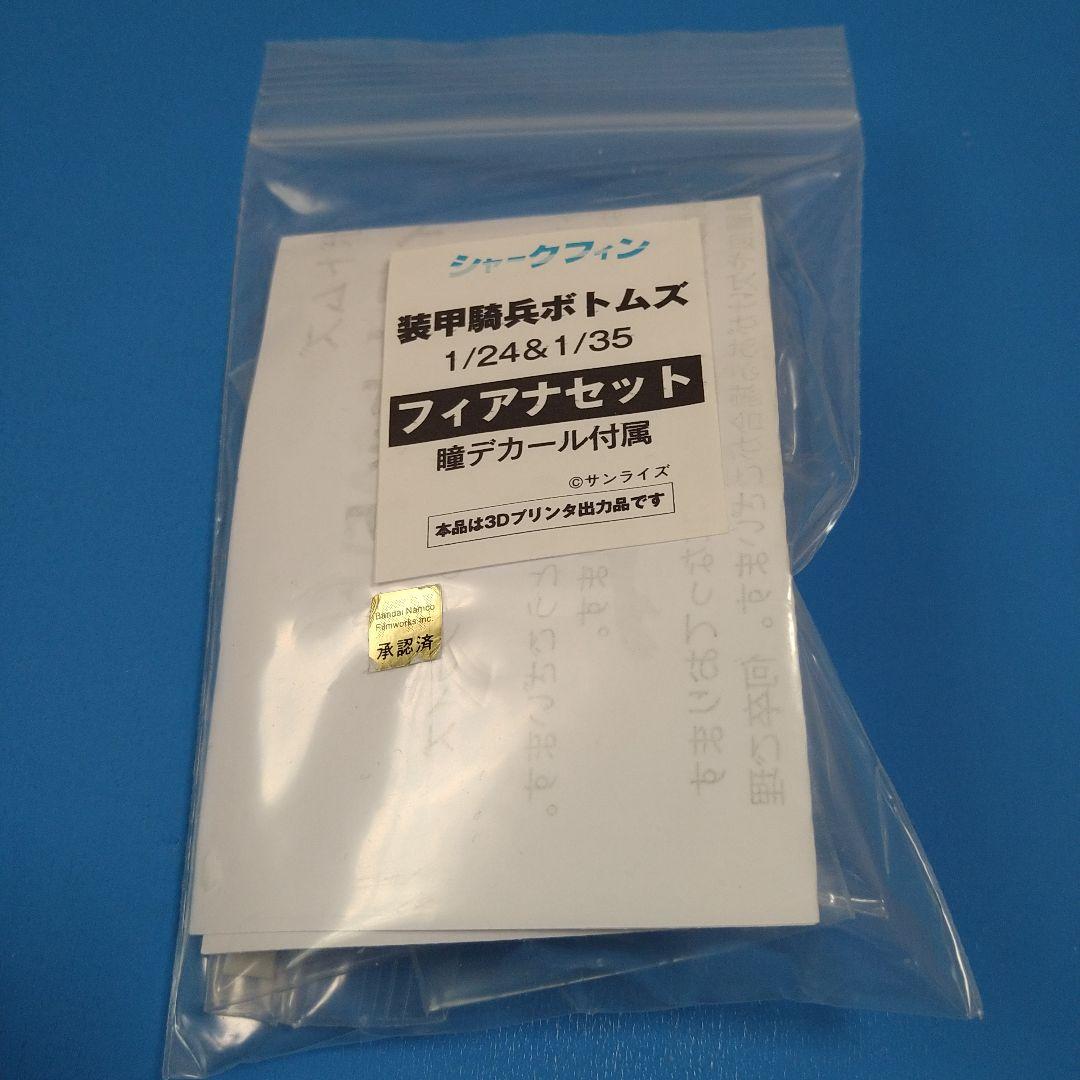 シャークフィン
装甲騎兵ボトムズ
1/24&1/35
フィアナセット
瞳デカール付属
©サンライズ
本品は3Dプリンタ出力品です
Bandai Namco
Filmworks Inc.
承認済